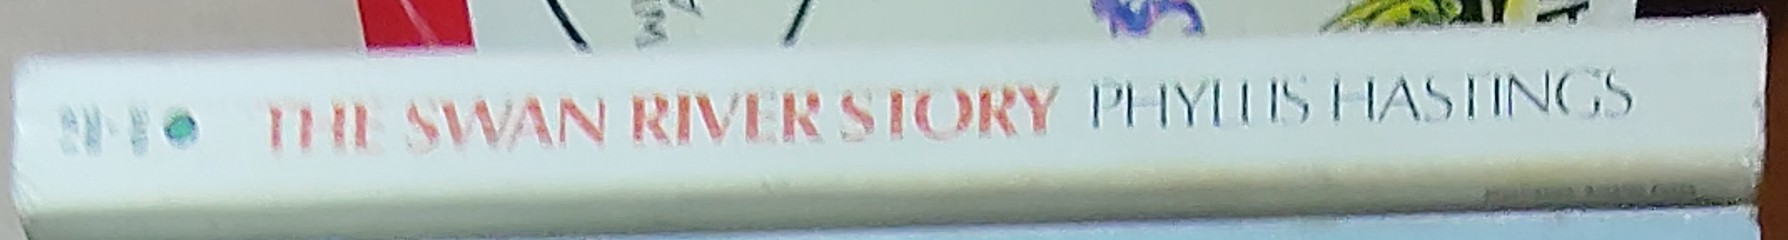 THE SWAN RIVER STORY PHYLLIS HASTINGS